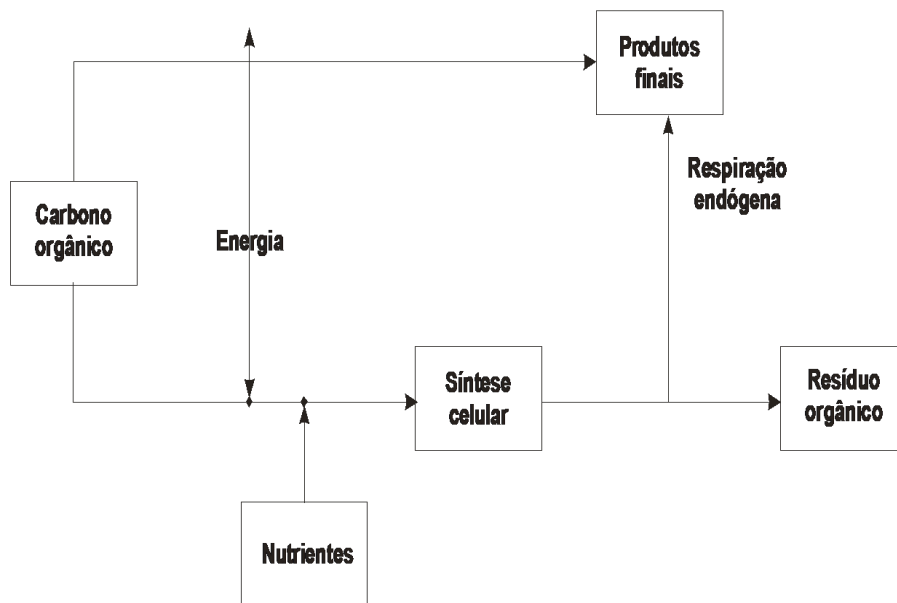 Produtos
finais
Respiração
endógena
Carbono
orgânico
Energia
Síntese
celular
Resíduo
orgânico
Nutrientes